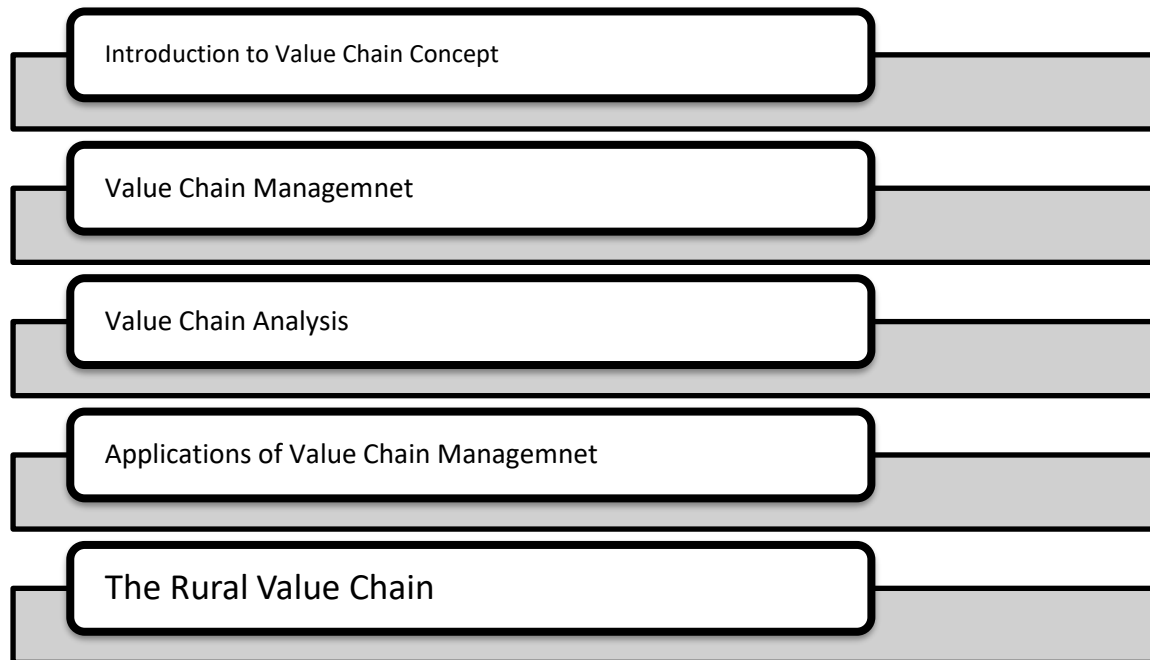 Introduction to Value Chain Concept
Value Chain Managemnet
Value Chain Analysis
Applications of Value Chain Managemnet
The Rural Value Chain